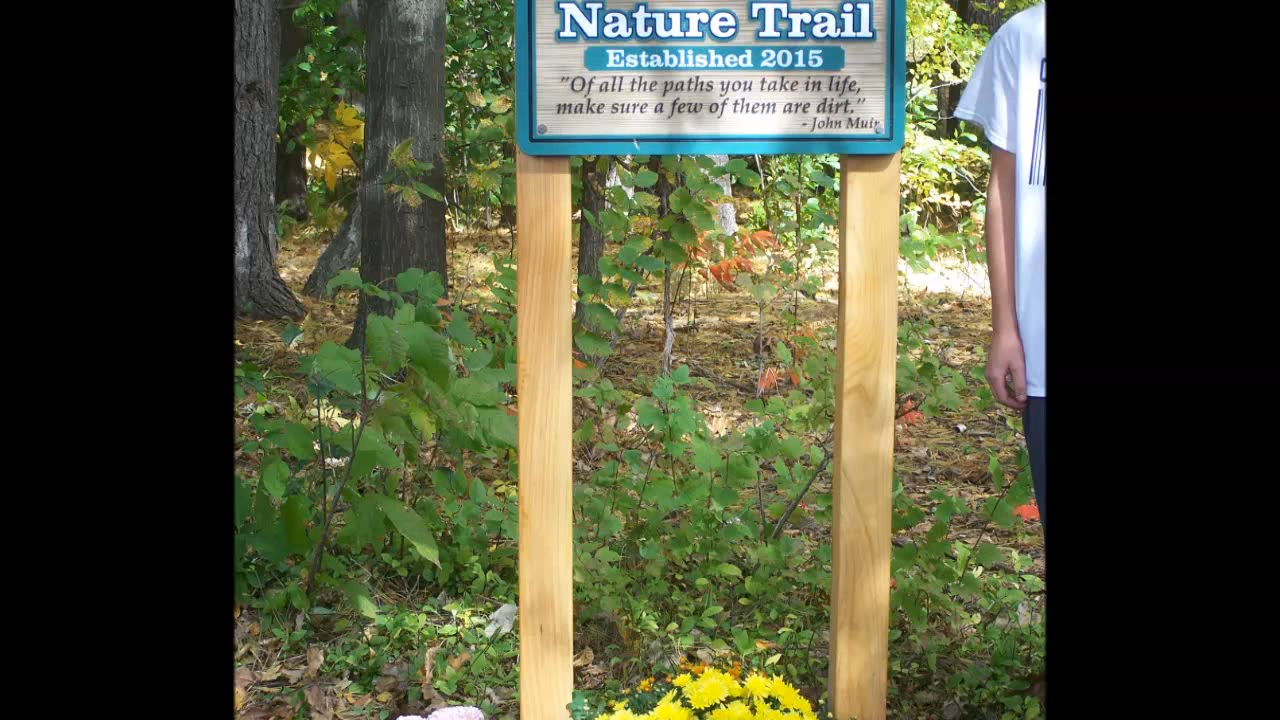 Nature Trail
Established 2015
"Of all the paths you take in life,
make sure a few of them are dirt."
- John Muir